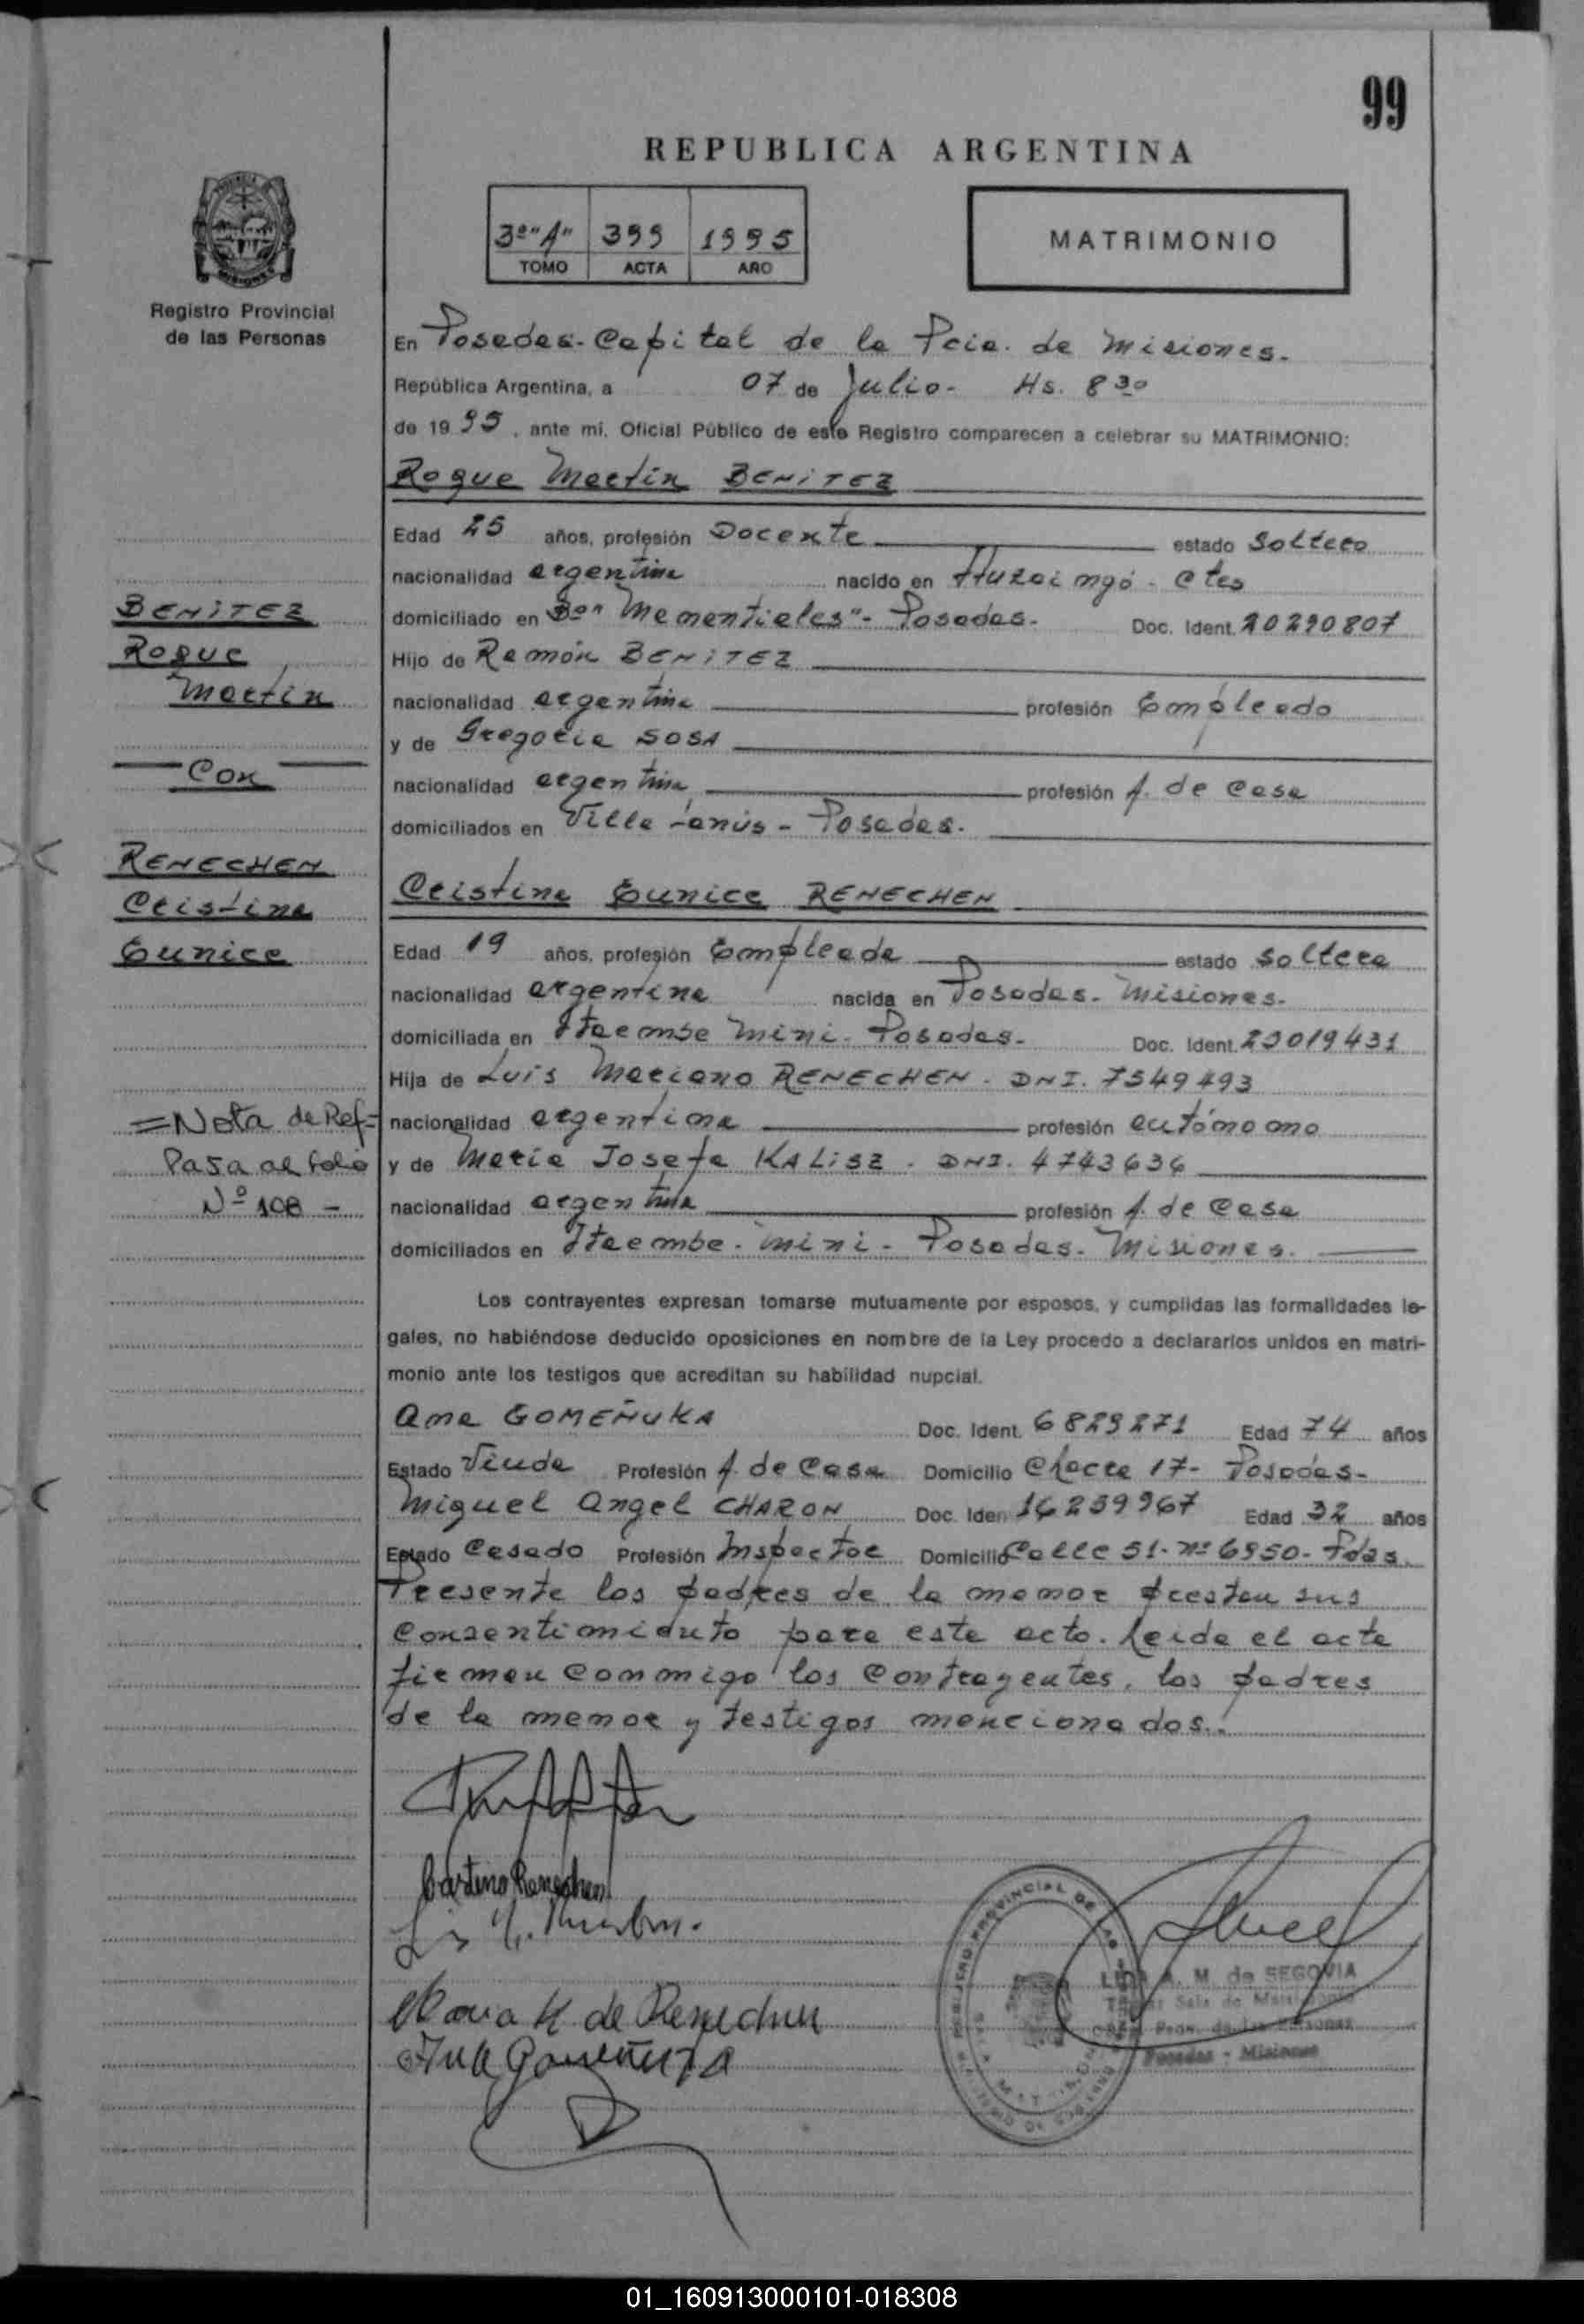 99
REPUBLICA ARGENTINA
3º "A" 399 1995
TOMO ACTA AÑO
MATRIMONIO
Registro Provincial
de las Personas
En Posadas - Capital de la Pcia. de Misiones.
República Argentina, a 07 de Julio - Hs. 8 30
de 19 95, ante mí, Oficial Público de este Registro comparecen a celebrar su MATRIMONIO:
Roque Martín BENITEZ
Edad 25 años, profesión Docente estado Soltero
nacionalidad argentina nacido en Ituzaingó - Ctes
domiciliado en Posadas. Doc. Ident. 20290807
Hijo de Ramón BENITEZ
nacionalidad argentina profesión Empleado
y de Gregoria SOSA
nacionalidad argentina profesión A. de Casa
domiciliados en Villa Lanús - Posadas.
Cristina Eunice RENECHEN
Edad 19 años, profesión Empleada estado Soltera
nacionalidad argentina nacida en Posadas - Misiones.
domiciliada en Itaembe Mini - Posadas. Doc. Ident.
Hija de Luis Mariano RENECHEN - DNI. 7549493
nacionalidad argentina profesión autónomo
y de María Josefa KALISZ - DNI. 4743636
nacionalidad argentina profesión A. de Casa
domiciliados en Itaembe - mini - Posadas - Misiones.
Los contrayentes expresan tomarse mutuamente por esposos, y cumplidas las formalidades le-
gales, no habiéndose deducido oposiciones en nombre de la Ley procedo a declararlos unidos en matri-
monio ante los testigos que acreditan su habilidad nupcial.
Ana GOMEÑUKA Doc. Ident. 6829271 Edad 74 años
Estado Viuda Profesión A. de Casa Domicilio Chacra 17 - Posadas -
Miguel Angel CHARON Doc. Iden 16239967 Edad 32 años
Estado Casado Profesión Inspector Domicilio Calle 51 - nº 6950 - Pdas.
Presente los padres de la menor prestan sus
consentimiento para este acto. Leída el acta
firman conmigo los contrayentes, los padres
de la menor y testigos mencionados.
BENITEZ
Roque
Martín
Con
RENECHEN
Cristina
Eunice
=Nota de Ref=
Pasa al folio
Nº 108 -
Cristina Renechen
Maria K de Renechen
Ana Gomeñuka
A. M. de SEGOVIA
Posadas - Misiones
01_160913000101-018308